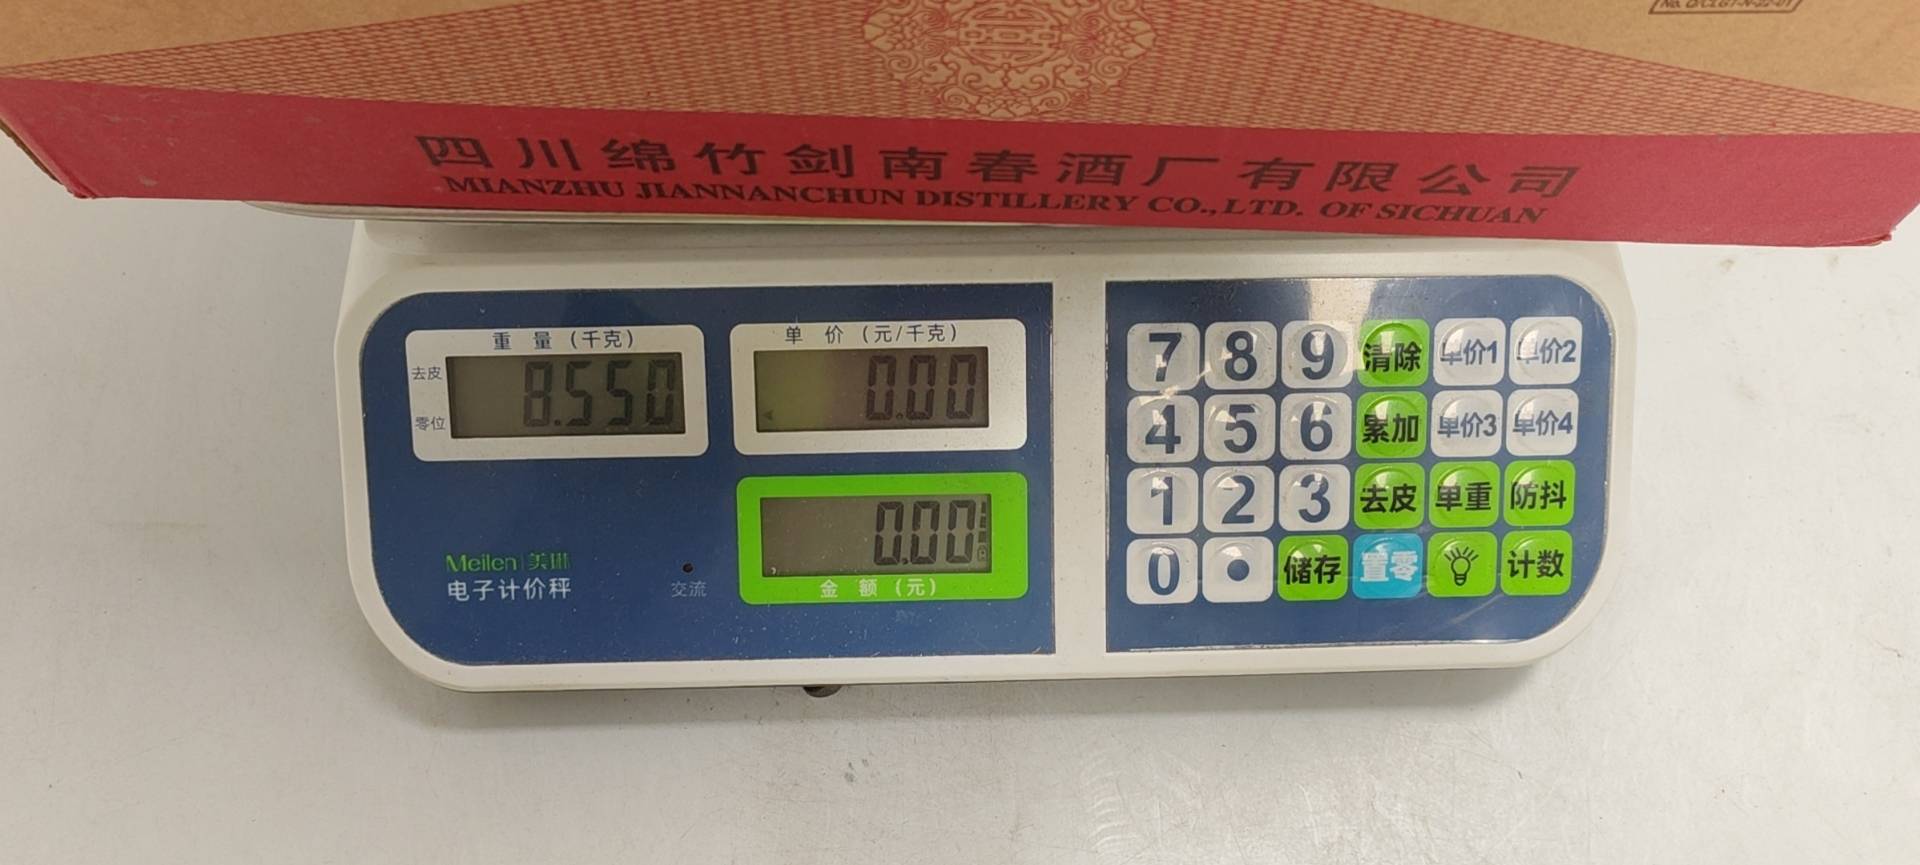 四川绵竹剑南春酒厂有限公司
MIANZHU JIANNANCHUN DISTILLERY CO.,LTD. OF SICHUAN
重 量 (千克)
去皮
零位
8.550
单 价 (元/千克)
0.00
0.00
金 额 (元)
Meilen 美琳
电子计价秤
交流
7 8 9 清除 单价1 单价2
4 5 6 累加 单价3 单价4
1 2 3 去皮 单重 防抖
0 • 储存 置零 计数